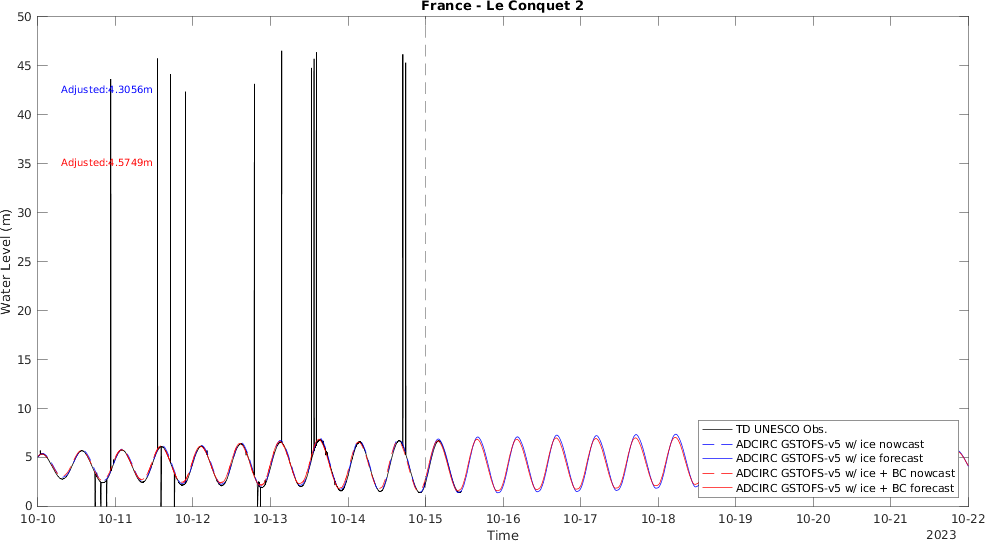 France - Le Conquet 2
50
45
40
35
30
25
20
15
10
5
0
Water Level (m)
Adjusted:4.3056m
Adjusted:4.5749m
TD UNESCO Obs.
ADCIRC GSTOFS-v5 w/ ice nowcast
ADCIRC GSTOFS-v5 w/ ice forecast
ADCIRC GSTOFS-v5 w/ ice + BC nowcast
ADCIRC GSTOFS-v5 w/ ice + BC forecast
10-10 10-11 10-12 10-13 10-14 10-15 10-16 10-17 10-18 10-19 10-20 10-21 10-22
Time
2023